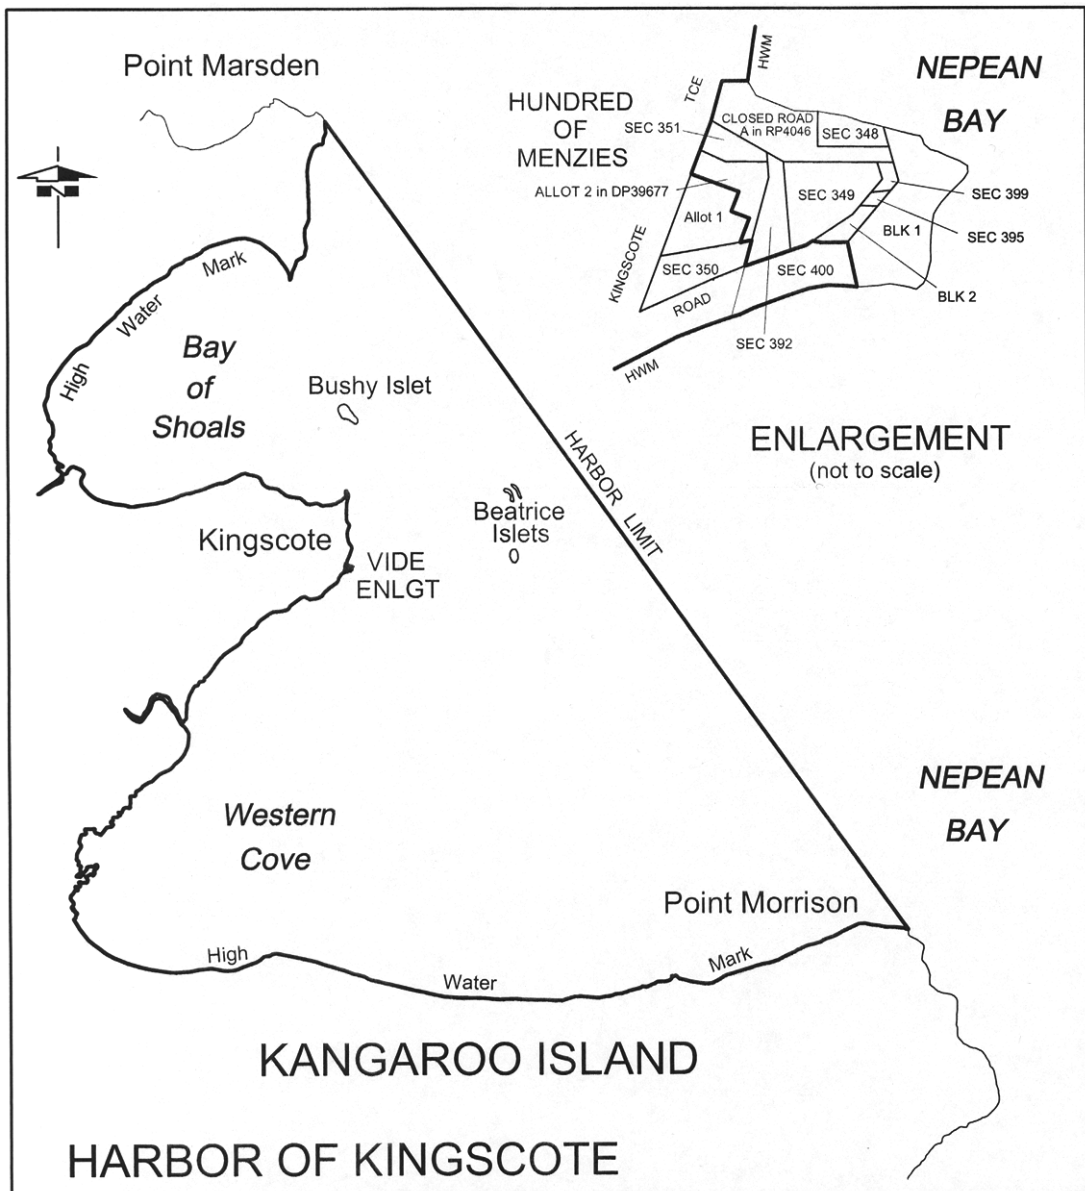 Point Marsden
HUNDRED
OF
MENZIES
NEPEAN
BAY
HWM
TCE
CLOSED ROAD
A in RP4046
SEC 348
SEC 351
ALLOT 2 in DP39677
SEC 349
SEC 399
SEC 395
Allot 1
BLK 1
KINGSCOTE
SEC 350
SEC 400
BLK 2
ROAD
SEC 392
HWM
ENLARGEMENT
(not to scale)
High Water Mark
Bay
of
Shoals
Bushy Islet
HARBOR LIMIT
Beatrice
Islets
Kingscote
VIDE
ENLGT
Western
Cove
NEPEAN
BAY
Point Morrison
High Water Mark
KANGAROO ISLAND
HARBOR OF KINGSCOTE